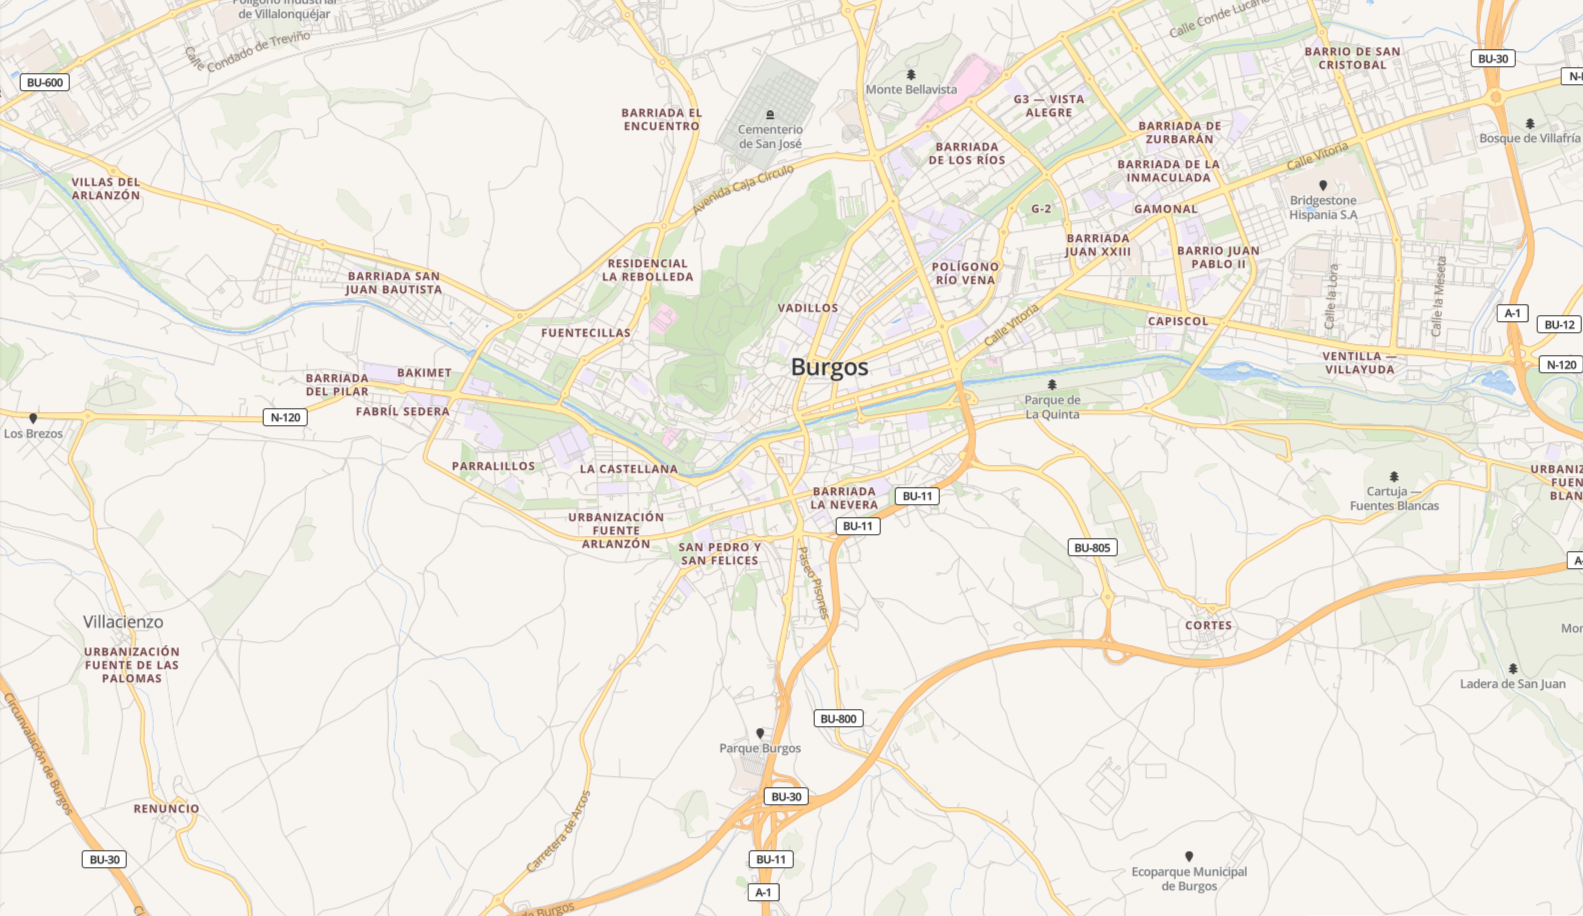 Polígono Industrial
de Villalonquéjar
Calle
Condado de Treviño
BU-600
Calle Conde Lucano
BARRIO DE SAN
CRISTOBAL
BU-30
Monte Bellavista
G3 — VISTA
ALEGRE
BARRIADA EL
ENCUENTRO
Cementerio
de San José
BARRIADA DE
ZURBARÁN
Bosque de Villafría
BARRIADA
DE LOS RÍOS
Calle Vitoria
BARRIADA DE LA
INMACULADA
VILLAS DEL
ARLANZÓN
Avenida Caja Círculo
G-2
GAMONAL
Bridgestone
Hispania S.A
BARRIADA
JUAN XXIII
BARRIO JUAN
PABLO II
RESIDENCIAL
LA REBOLLEDA
POLÍGONO
RÍO VENA
BARRIADA SAN
JUAN BAUTISTA
Calle la Lora
Calle la Meseta
VADILLOS
A-1
FUENTECILLAS
Calle Vitoria
CAPISCOL
BU-12
Burgos
VENTILLA —
VILLAYUDA
N-120
BAKIMET
BARRIADA
DEL PILAR
Parque de
La Quinta
FABRÍL SEDERA
N-120
Los Brezos
PARRALILLOS
LA CASTELLANA
BARRIADA
LA NEVERA
BU-11
Cartuja —
Fuentes Blancas
BU-11
URBANIZACIÓN
FUENTE
ARLANZÓN
SAN PEDRO Y
SAN FELICES
BU-805
Paseo Pisones
Villacienzo
CORTES
URBANIZACIÓN
FUENTE DE LAS
PALOMAS
Ladera de San Juan
Circunvalación de Burgos
BU-800
Parque Burgos
BU-30
RENUNCIO
Carretera de Arcos
BU-30
BU-11
Ecoparque Municipal
de Burgos
A-1
de Burgos